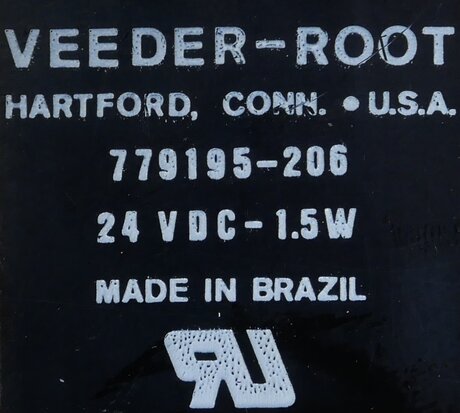 VEEDER-ROOT
HARTFORD, CONN. • U.S.A.
779195-206
24 VDC-1.5W
MADE IN BRAZIL